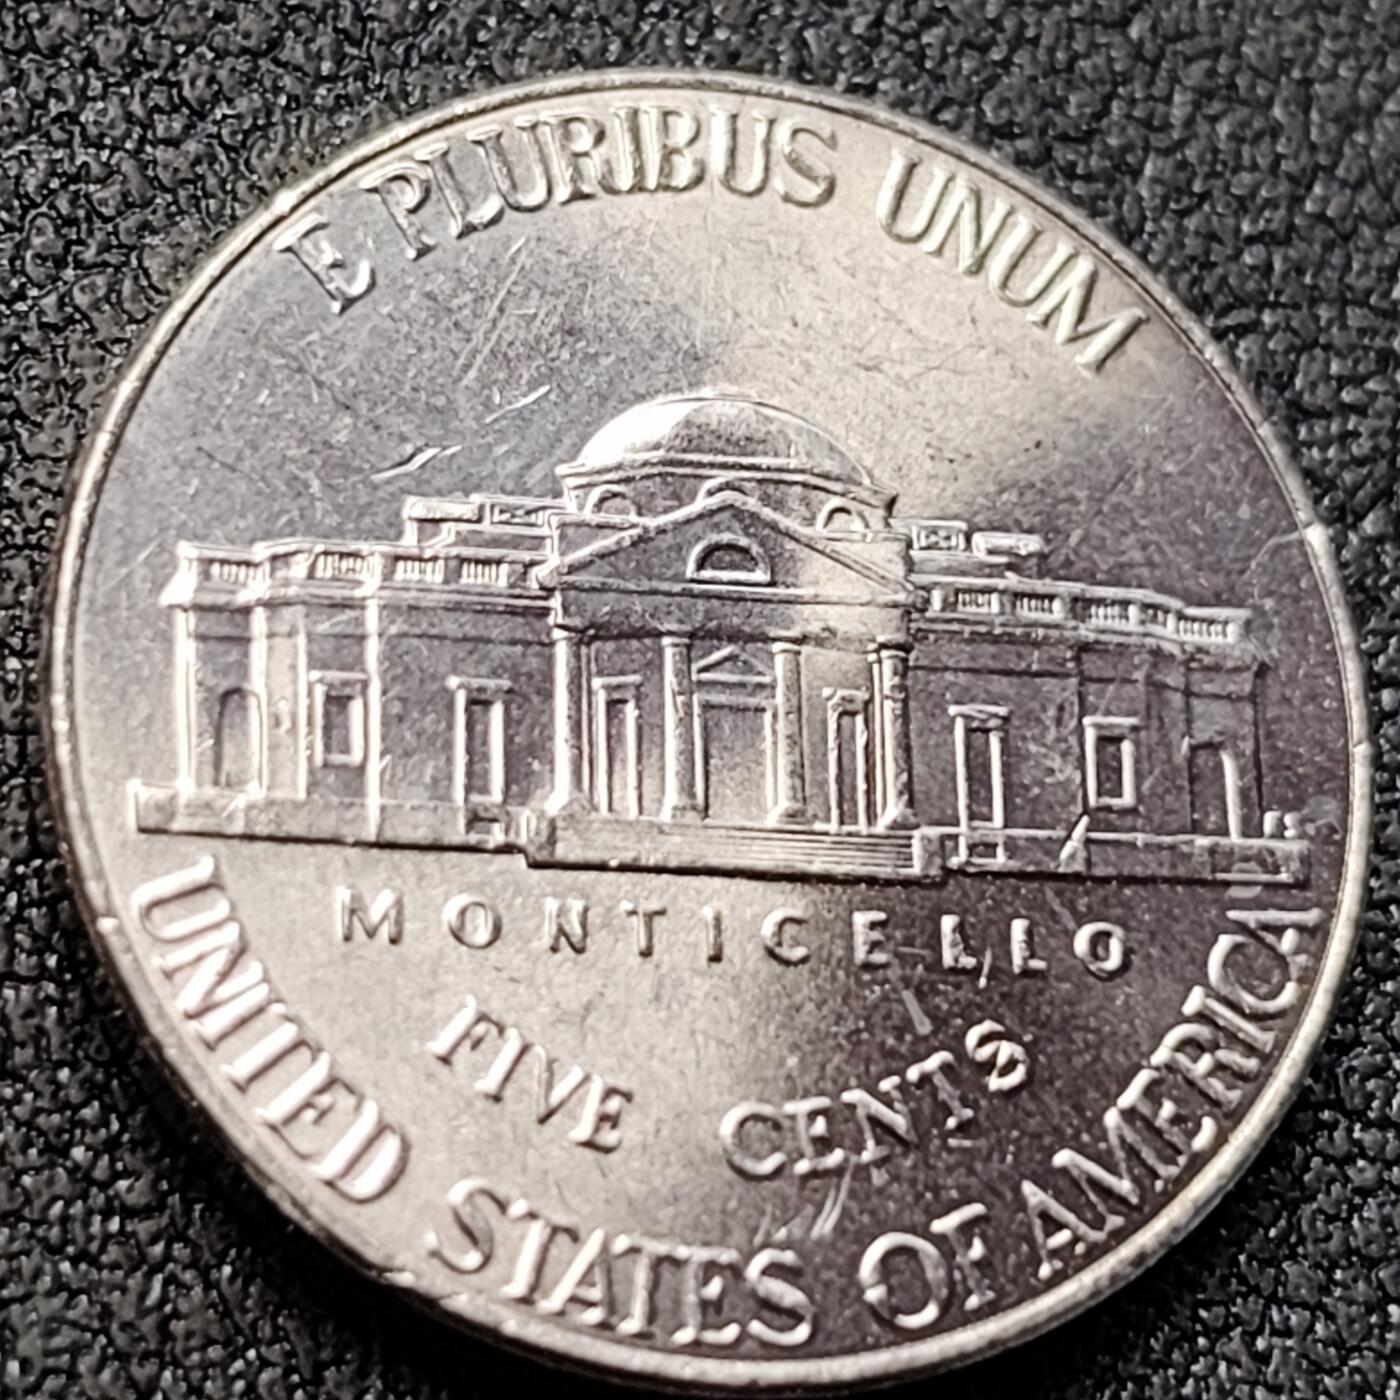 E PLURIBUS UNUM
MONTICELLO
FIVE CENTS
UNITED STATES OF AMERICA